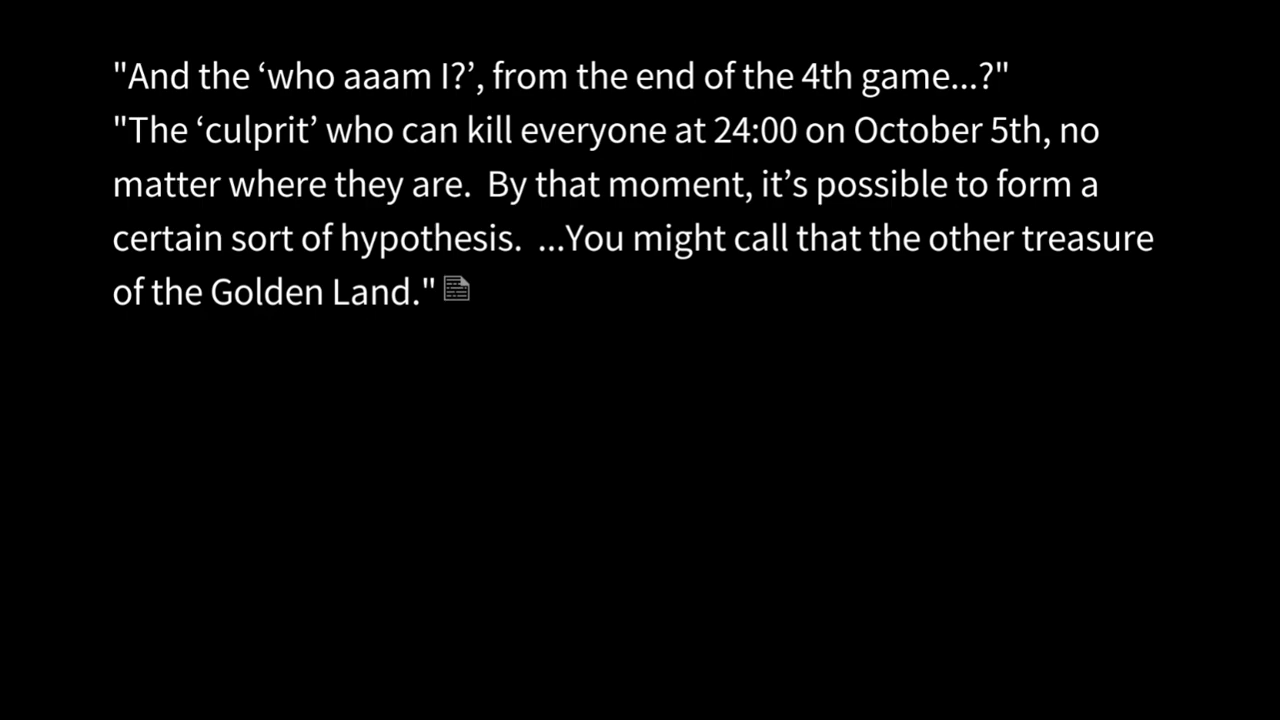 "And the ‘who aaam I?’, from the end of the 4th game...?"
"The ‘culprit’ who can kill everyone at 24:00 on October 5th, no
matter where they are.  By that moment, it’s possible to form a
certain sort of hypothesis.  ...You might call that the other treasure
of the Golden Land."